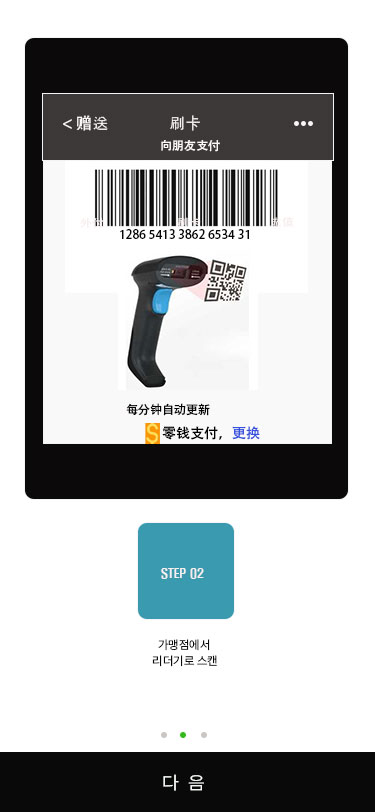 < 赠送 刷卡 •••
向朋友支付
1286 5413 3862 6534 31
每分钟自动更新
S 零钱支付，更换
STEP 02
가맹점에서
리더기로 스캔
다 음